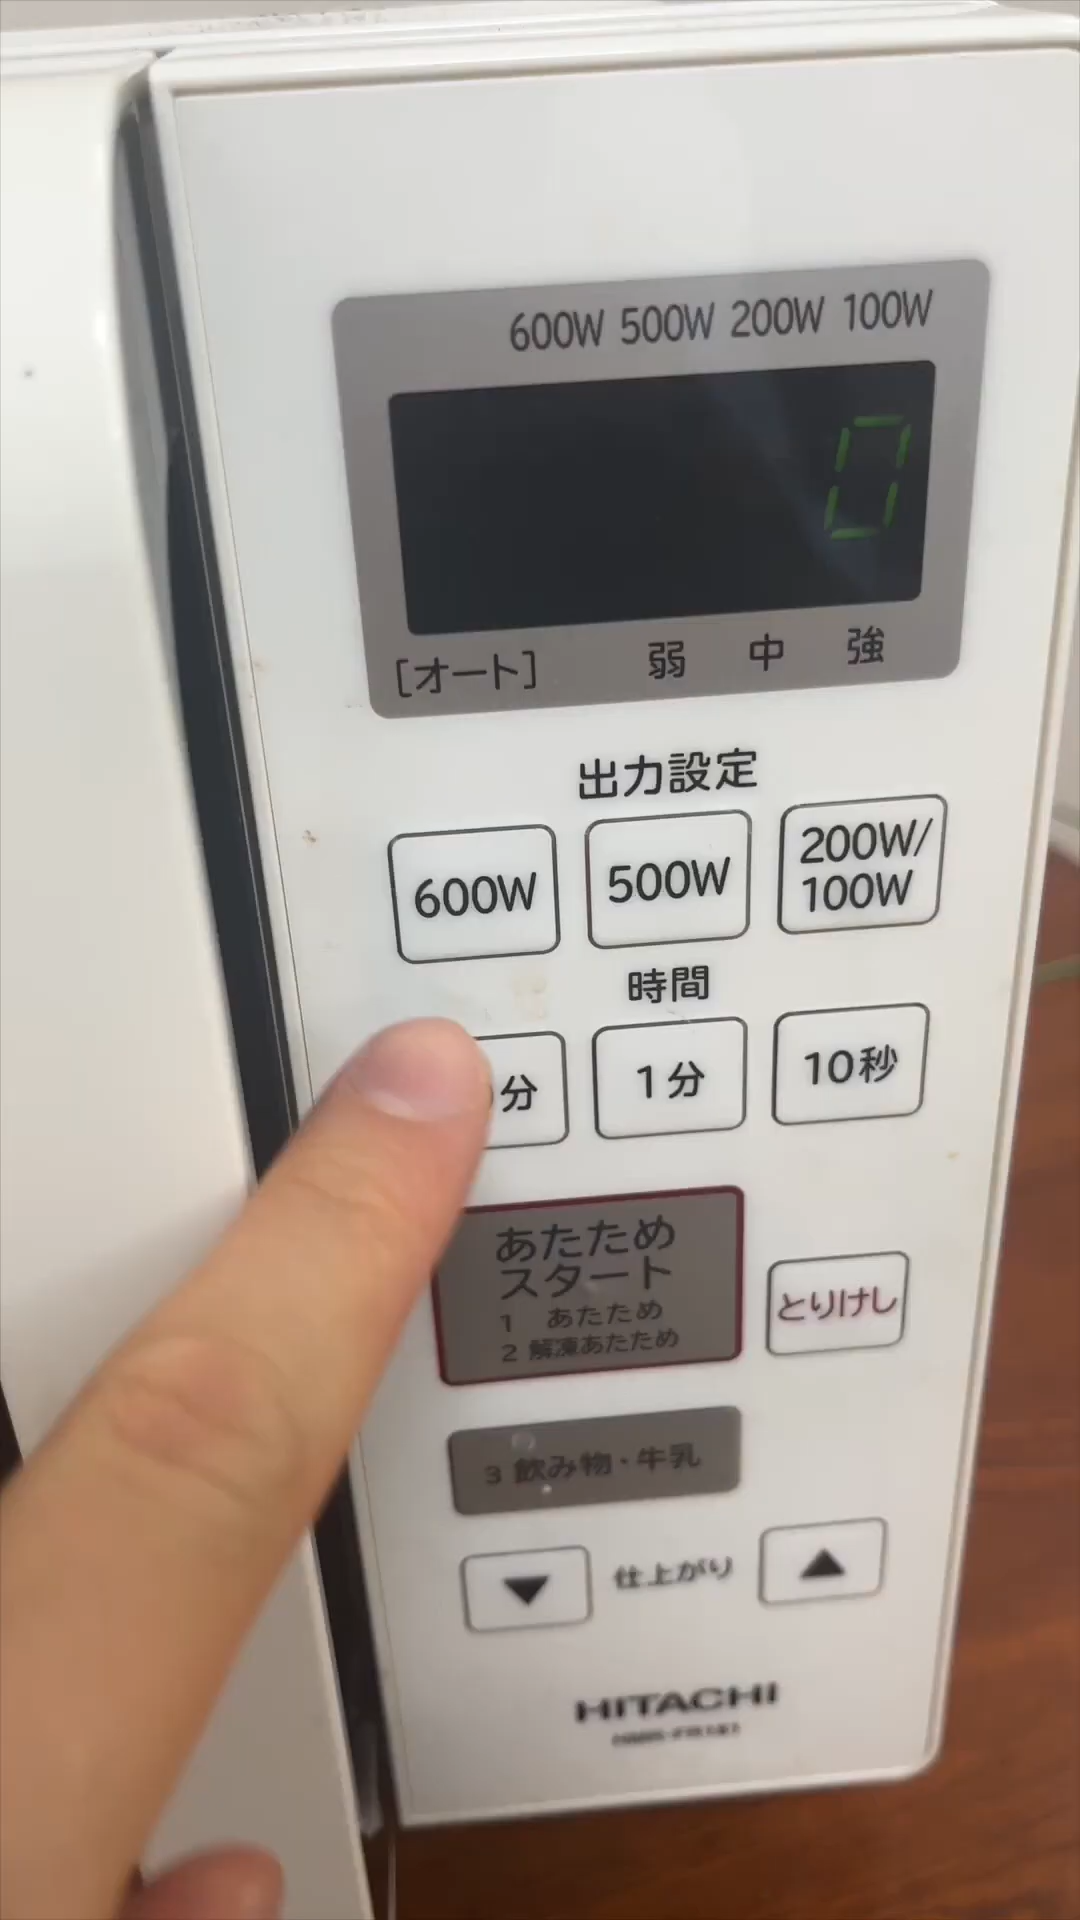 600W 500W 200W 100W
0
[オート] 弱 中 強
出力設定
600W 500W 200W/
100W
時間
分 1分 10秒
あたため
スタート
1 あたため
2 解凍あたため
とりけし
3 飲み物・牛乳
▼ 仕上がり ▲
HITACHI